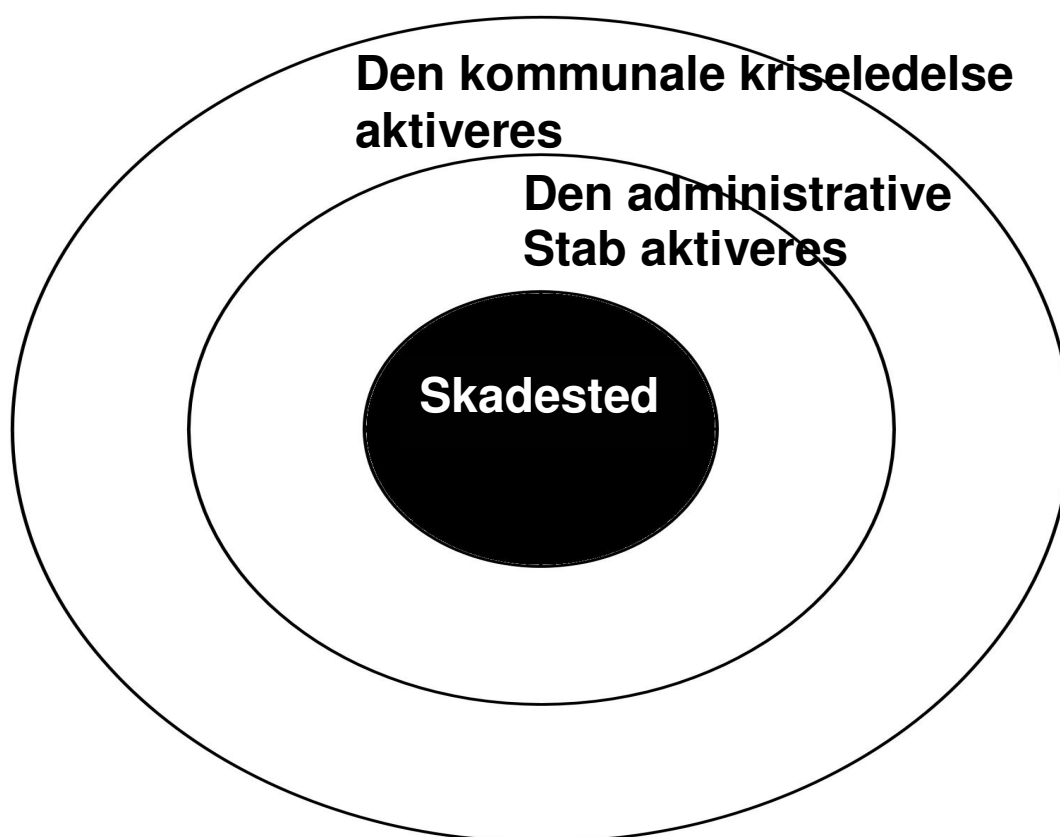 Den kommunale kriseledelse
aktiveres
Den administrative
Stab aktiveres
Skadested